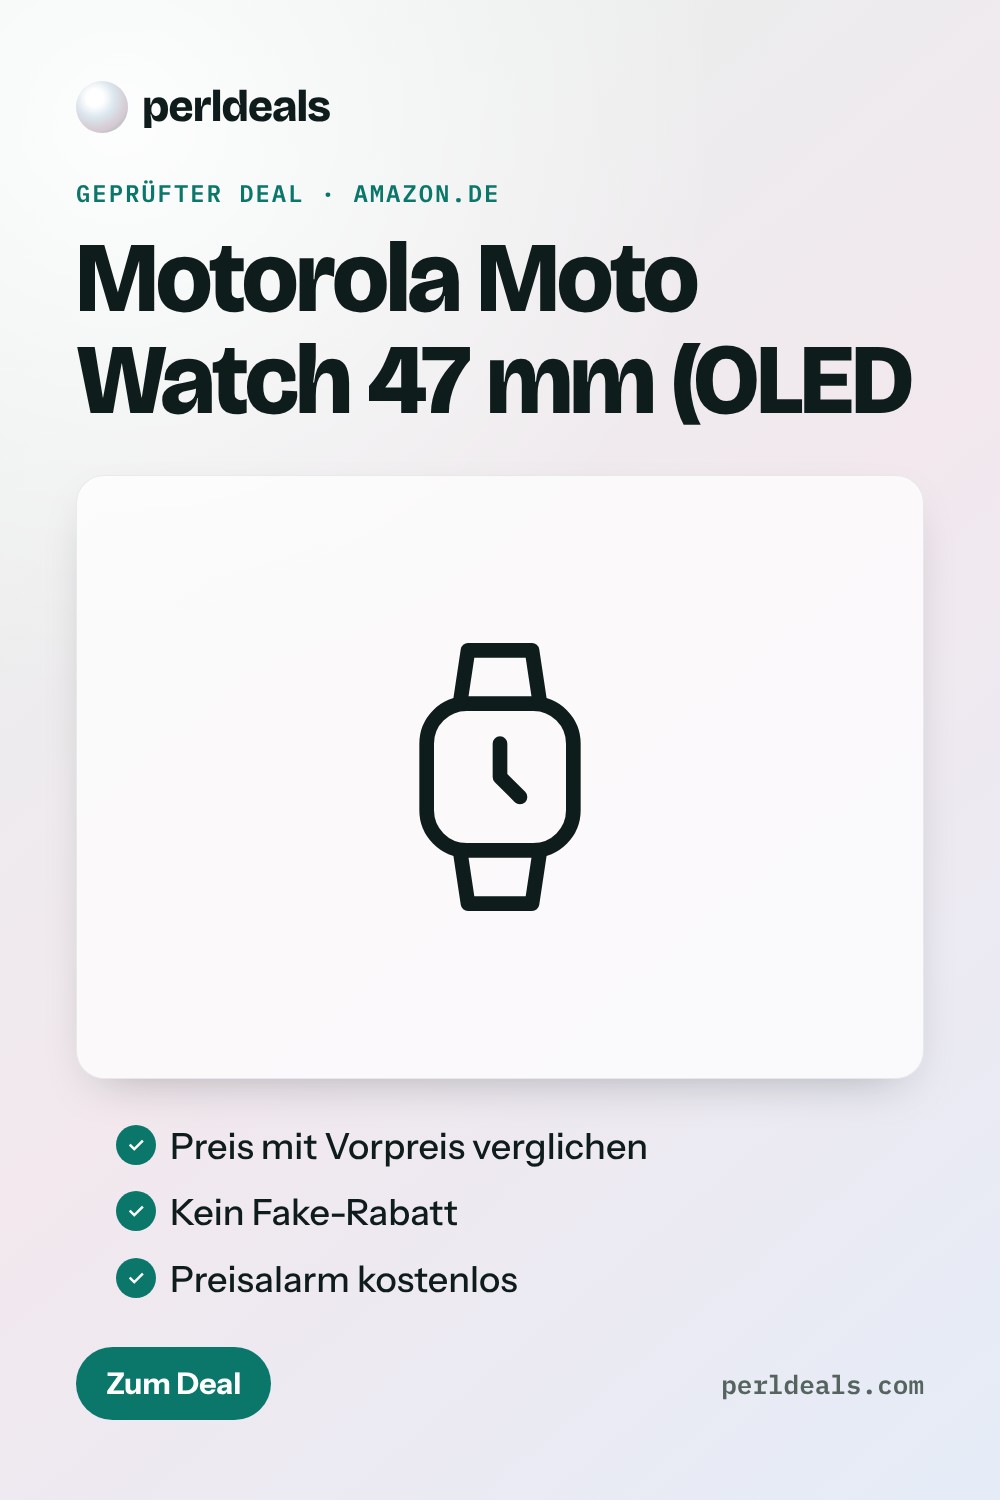 perldeals
GEPRÜFTER DEAL · AMAZON.DE
Motorola Moto
Watch 47 mm (OLED
Preis mit Vorpreis verglichen
Kein Fake-Rabatt
Preisalarm kostenlos
Zum Deal
perldeals.com